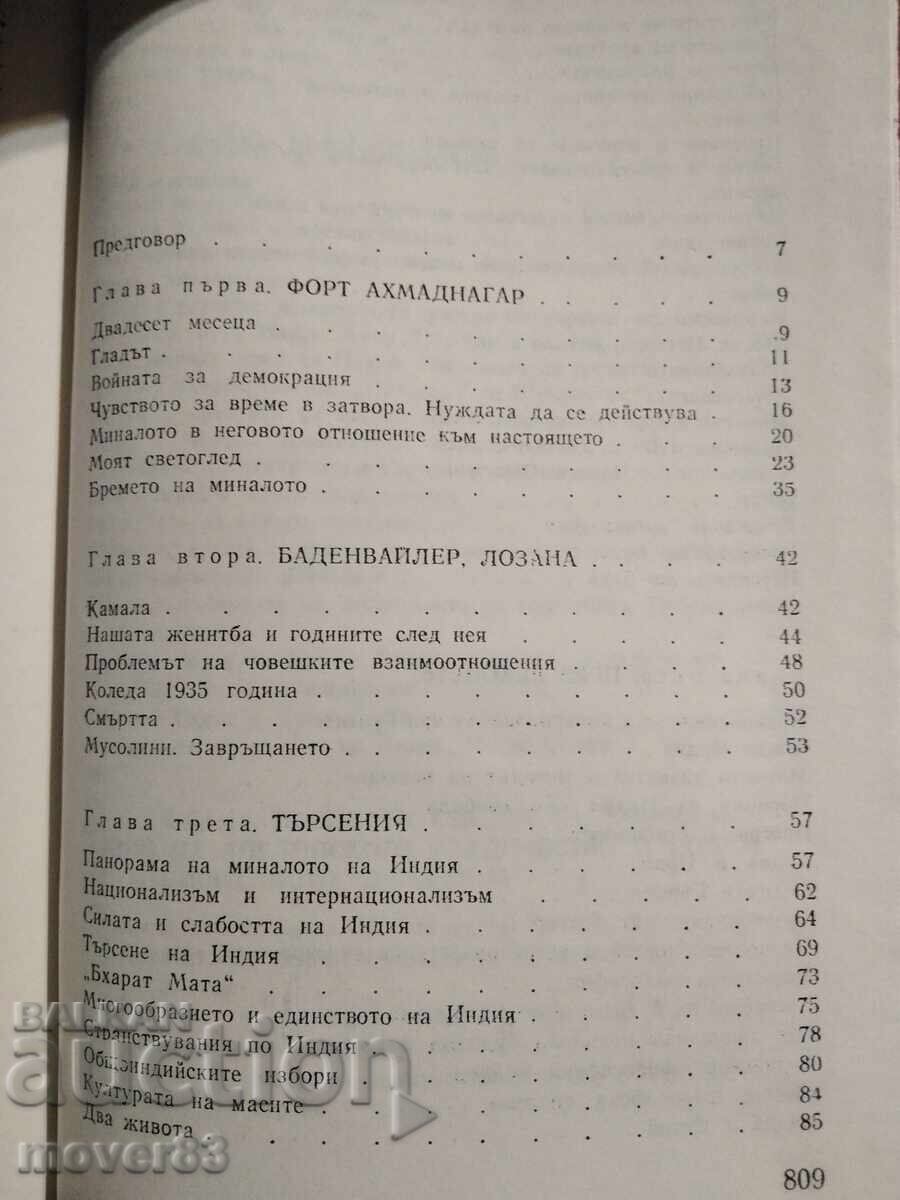 Предговор . . . . . . . . . . . . 7
Глава първа. ФОРТ АХМАДНАГАР . . . . . 9
Двадесет месеца . . . . . . . . . . 9
Гладът . . . . . . . . . . . . . 11
Войната за демокрация . . . . . . . . 13
Чувството за време в затвора. Нуждата да се действува . 16
Миналото в неговото отношение към настоящето . . . 20
Моят светоглед . . . . . . . . . . 23
Бремето на миналото . . . . . . . . . 35
Глава втора. БАДЕНВАЙЛЕР, ЛОЗАНА . . . . 42
Камала . . . . . . . . . . . . . 42
Нашата женитба и годините след нея . . . . . 44
Проблемът на човешките взаимоотношения . . . . 48
Коледа 1935 година . . . . . . . . . 50
Смъртта . . . . . . . . . . . . . 52
Мусолини. Завръщането . . . . . . . . 53
Глава трета. ТЪРСЕНИЯ . . . . . . . 57
Панорама на миналото на Индия . . . . . . 57
Национализъм и интернационализъм . . . . . 62
Силата и слабостта на Индия . . . . . . . 64
Търсене на Индия . . . . . . . . . 69
„Бхарат Мата“ . . . . . . . . . . 73
Многообразието и единството на Индия . . . . 75
Странствувания по Индия . . . . . . . . 78
Общоиндийските избори . . . . . . . . 80
Културата на масите . . . . . . . . . 84
Два живота . . . . . . . . . . . 85
809
BALKAN
auction
mover83